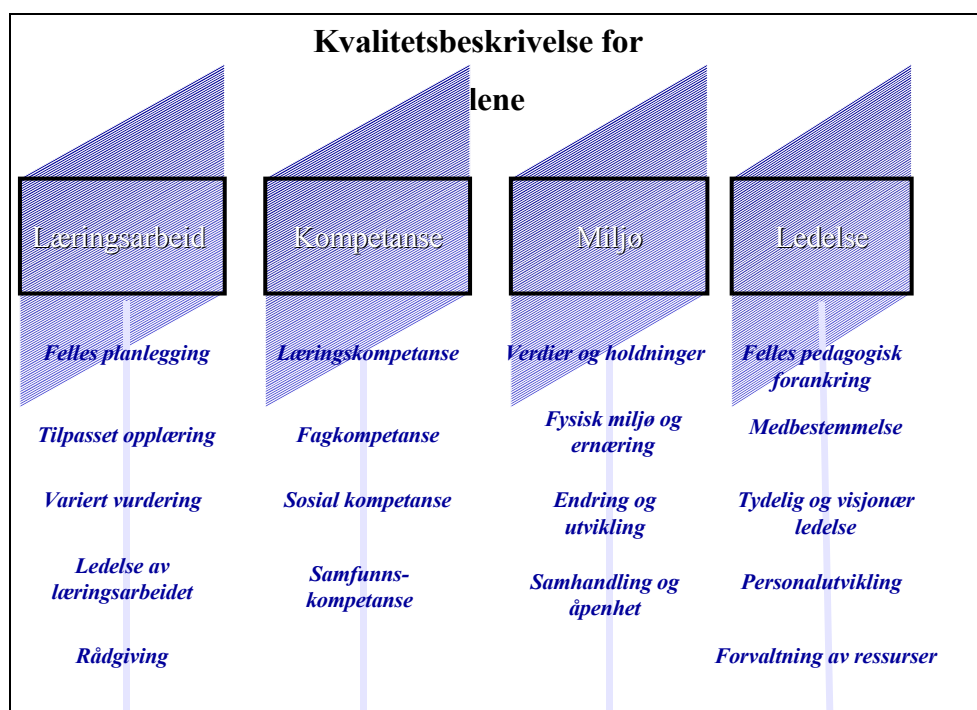 Kvalitetsbeskrivelse for
lene
Læringsarbeid
Felles planlegging
Tilpasset opplæring
Variert vurdering
Ledelse av
læringsarbeidet
Rådgiving
Kompetanse
Læringskompetanse
Fagkompetanse
Sosial kompetanse
Samfunns-
kompetanse
Miljø
Verdier og holdninger
Fysisk miljø og
ernæring
Endring og
utvikling
Samhandling og
åpenhet
Ledelse
Felles pedagogisk
forankring
Medbestemmelse
Tydelig og visjonær
ledelse
Personalutvikling
Forvaltning av ressurser